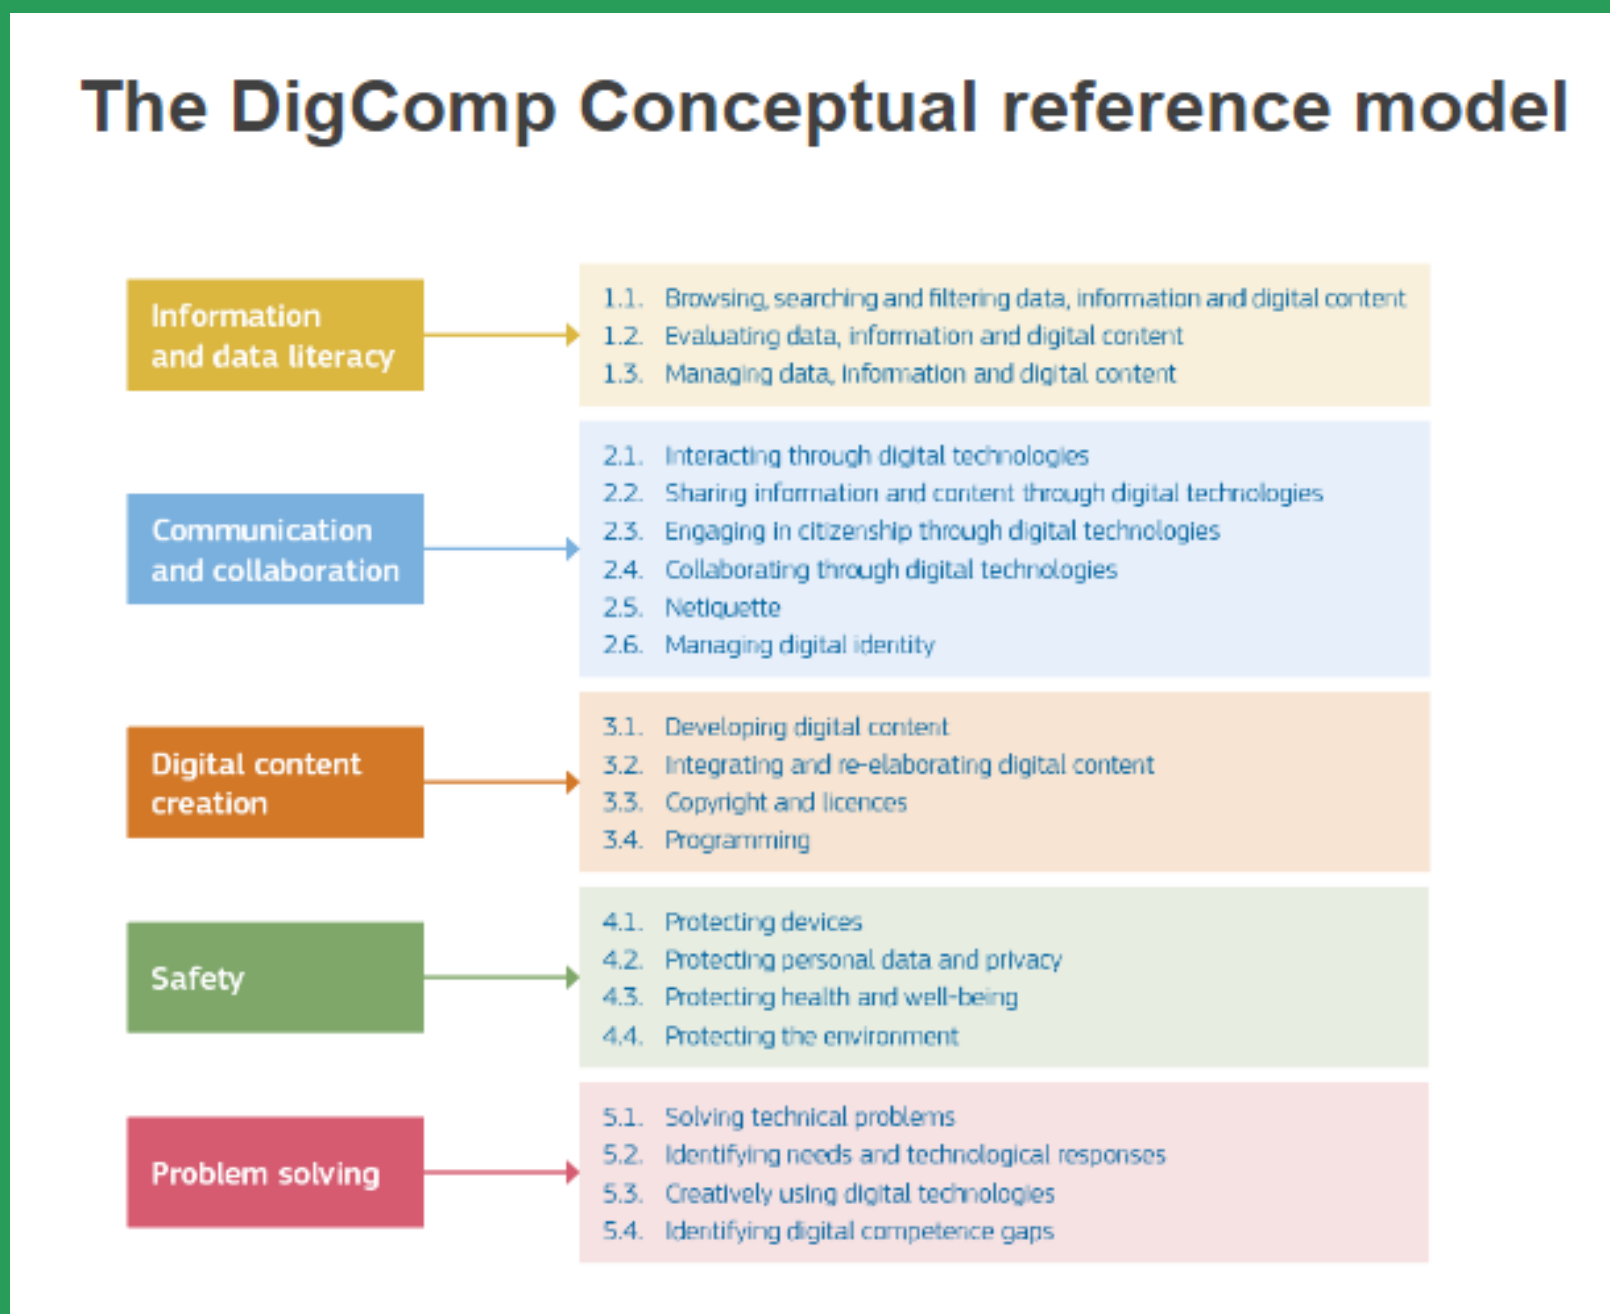 The DigComp Conceptual reference model
Information
and data literacy
1.1. Browsing, searching and filtering data, information and digital content
1.2. Evaluating data, information and digital content
1.3. Managing data, information and digital content
Communication
and collaboration
2.1. Interacting through digital technologies
2.2. Sharing information and content through digital technologies
2.3. Engaging in citizenship through digital technologies
2.4. Collaborating through digital technologies
2.5. Netiquette
2.6. Managing digital identity
Digital content
creation
3.1. Developing digital content
3.2. Integrating and re-elaborating digital content
3.3. Copyright and licences
3.4. Programming
Safety
4.1. Protecting devices
4.2. Protecting personal data and privacy
4.3. Protecting health and well-being
4.4. Protecting the environment
Problem solving
5.1. Solving technical problems
5.2. Identifying needs and technological responses
5.3. Creatively using digital technologies
5.4. Identifying digital competence gaps